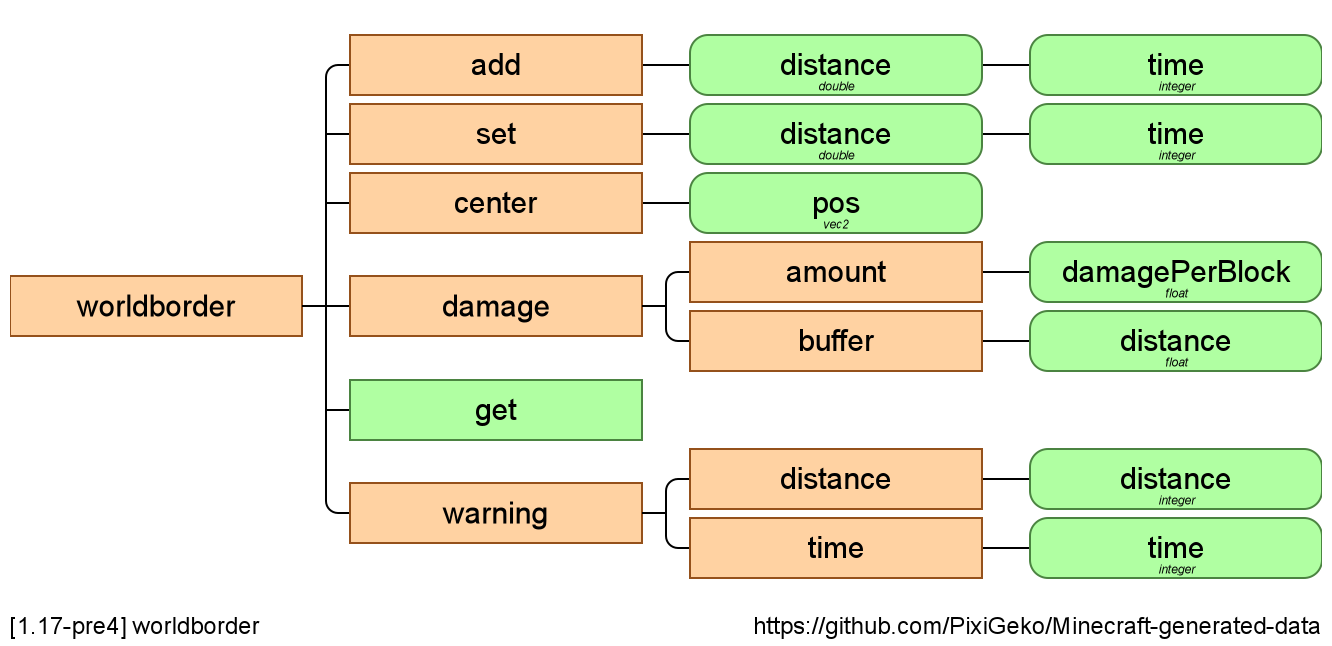 add
distance
double
time
integer
set
distance
double
time
integer
center
pos
vec2
worldborder
damage
amount
damagePerBlock
float
buffer
distance
float
get
warning
distance
distance
integer
time
time
integer
[1.17-pre4] worldborder
https://github.com/PixiGeko/Minecraft-generated-data